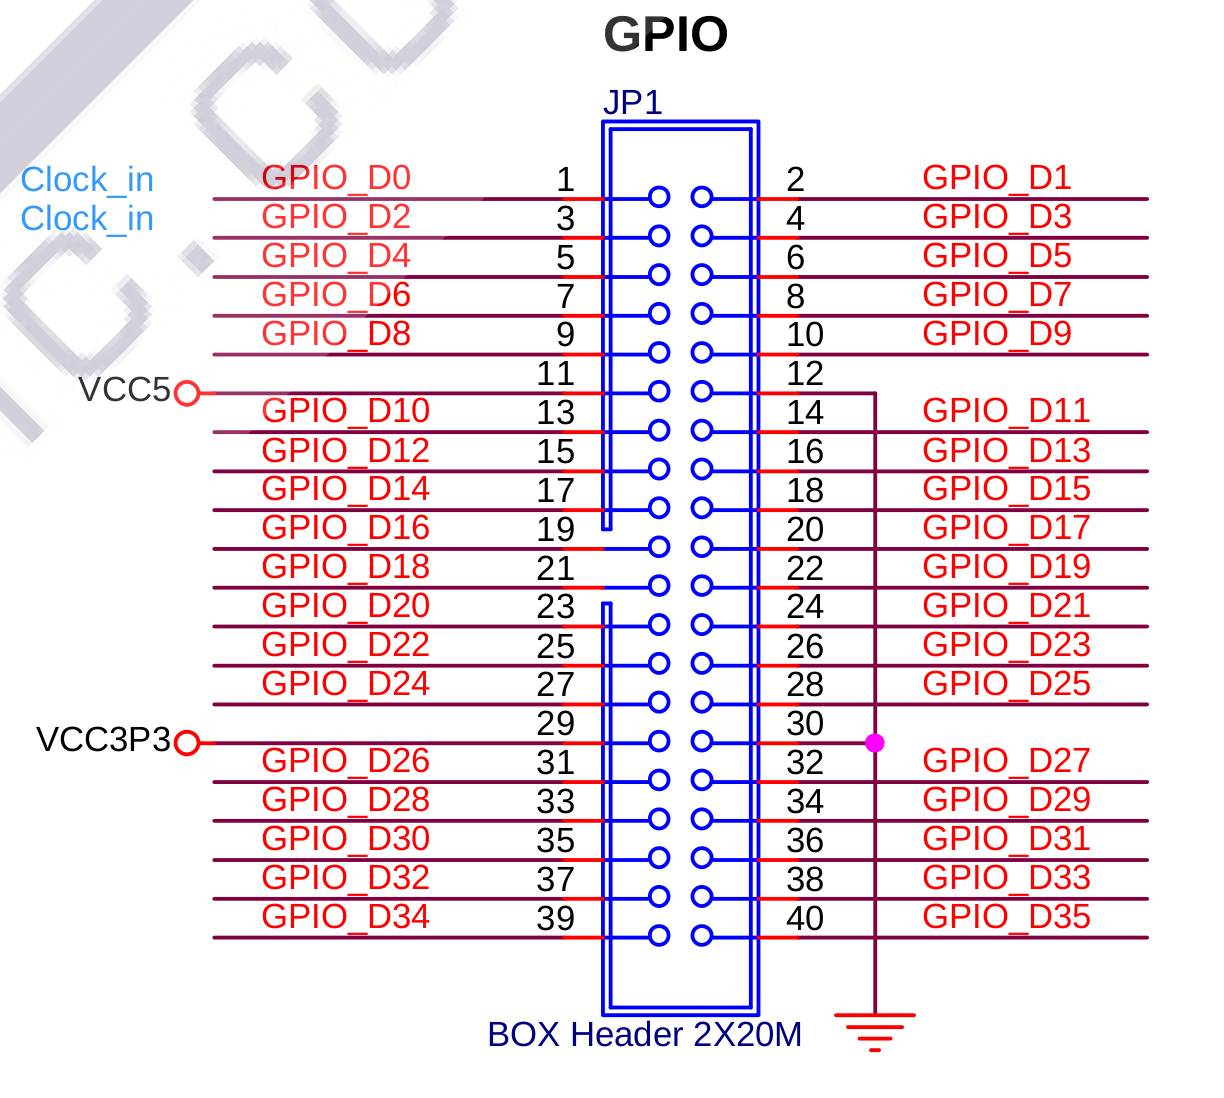 GPIO
JP1
Clock_in GPIO_D0 1 2 GPIO_D1
Clock_in GPIO_D2 3 4 GPIO_D3
GPIO_D4 5 6 GPIO_D5
GPIO_D6 7 8 GPIO_D7
GPIO_D8 9 10 GPIO_D9
VCC5 11 12
GPIO_D10 13 14 GPIO_D11
GPIO_D12 15 16 GPIO_D13
GPIO_D14 17 18 GPIO_D15
GPIO_D16 19 20 GPIO_D17
GPIO_D18 21 22 GPIO_D19
GPIO_D20 23 24 GPIO_D21
GPIO_D22 25 26 GPIO_D23
GPIO_D24 27 28 GPIO_D25
VCC3P3 29 30
GPIO_D26 31 32 GPIO_D27
GPIO_D28 33 34 GPIO_D29
GPIO_D30 35 36 GPIO_D31
GPIO_D32 37 38 GPIO_D33
GPIO_D34 39 40 GPIO_D35
BOX Header 2X20M